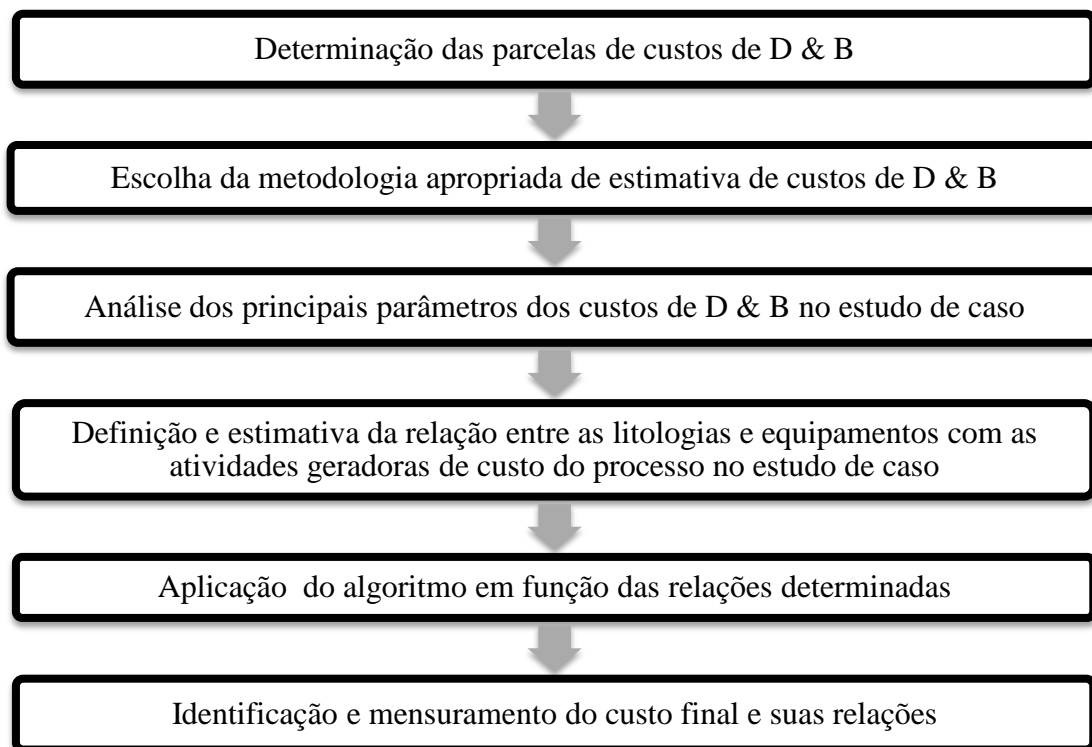 Determinação das parcelas de custos de D & B
Escolha da metodologia apropriada de estimativa de custos de D & B
Análise dos principais parâmetros dos custos de D & B no estudo de caso
Definição e estimativa da relação entre as litologias e equipamentos com as
atividades geradoras de custo do processo no estudo de caso
Aplicação do algoritmo em função das relações determinadas
Identificação e mensuramento do custo final e suas relações